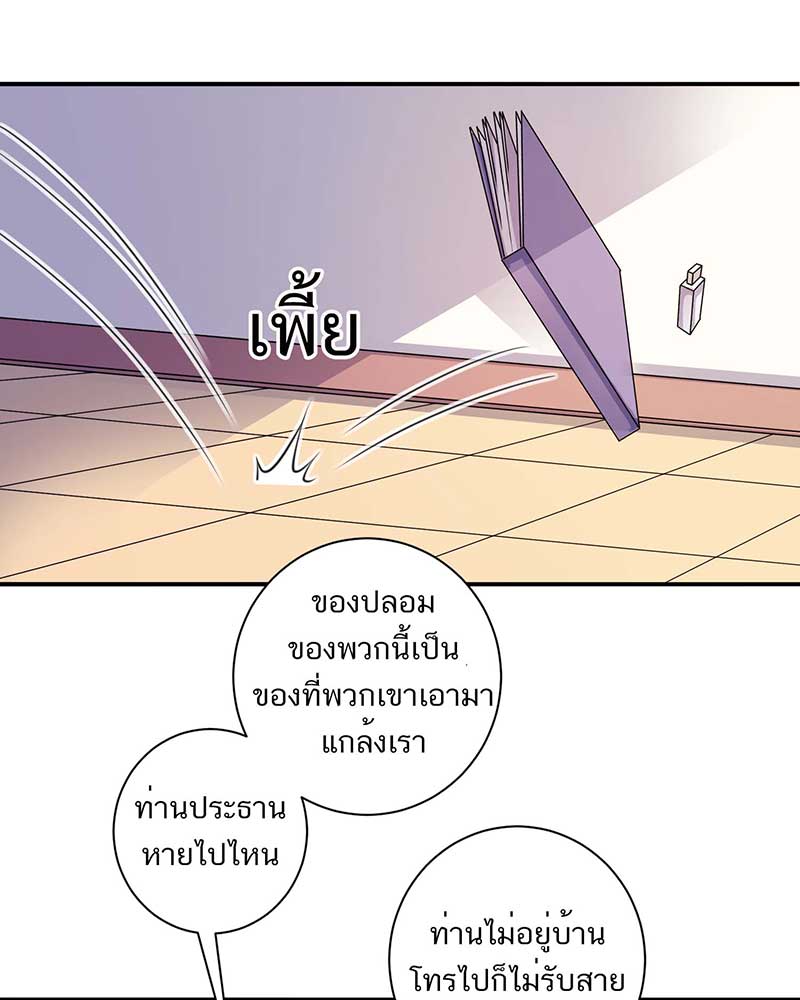 เพี้ย
ของปลอม
ของพวกนี้เป็น
ของที่พวกเขาเอามา
แกล้งเรา
ท่านประธาน
หายไปไหน
ท่านไม่อยู่บ้าน
โทรไปก็ไม่รับสาย